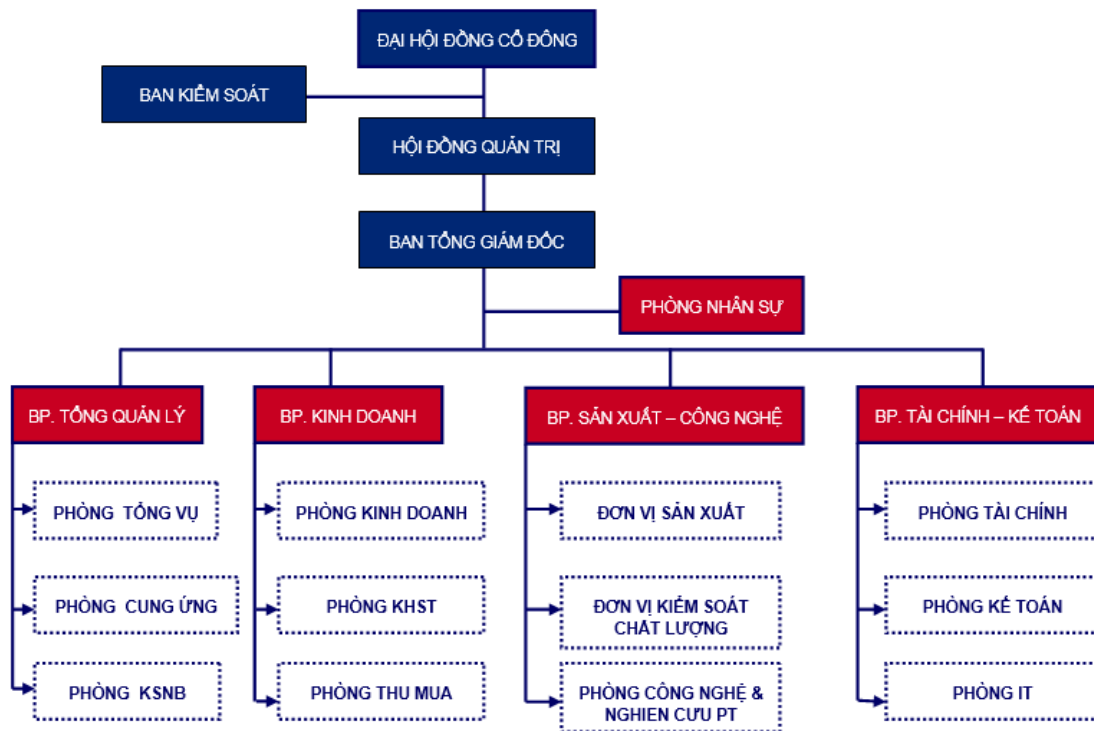 ĐẠI HỘI ĐỒNG CỔ ĐÔNG
BAN KIỂM SOÁT
HỘI ĐỒNG QUẢN TRỊ
BAN TỔNG GIÁM ĐỐC
PHÒNG NHÂN SỰ
BP. TỔNG QUẢN LÝ
BP. KINH DOANH
BP. SẢN XUẤT – CÔNG NGHỆ
BP. TÀI CHÍNH – KẾ TOÁN
PHÒNG TỔNG VỤ
PHÒNG KINH DOANH
ĐƠN VỊ SẢN XUẤT
PHÒNG TÀI CHÍNH
PHÒNG CUNG ỨNG
PHÒNG KHST
ĐƠN VỊ KIỂM SOÁT
CHẤT LƯỢNG
PHÒNG KẾ TOÁN
PHÒNG KSNB
PHÒNG THU MUA
PHÒNG CÔNG NGHỆ &
NGHIEN CƯU PT
PHÒNG IT